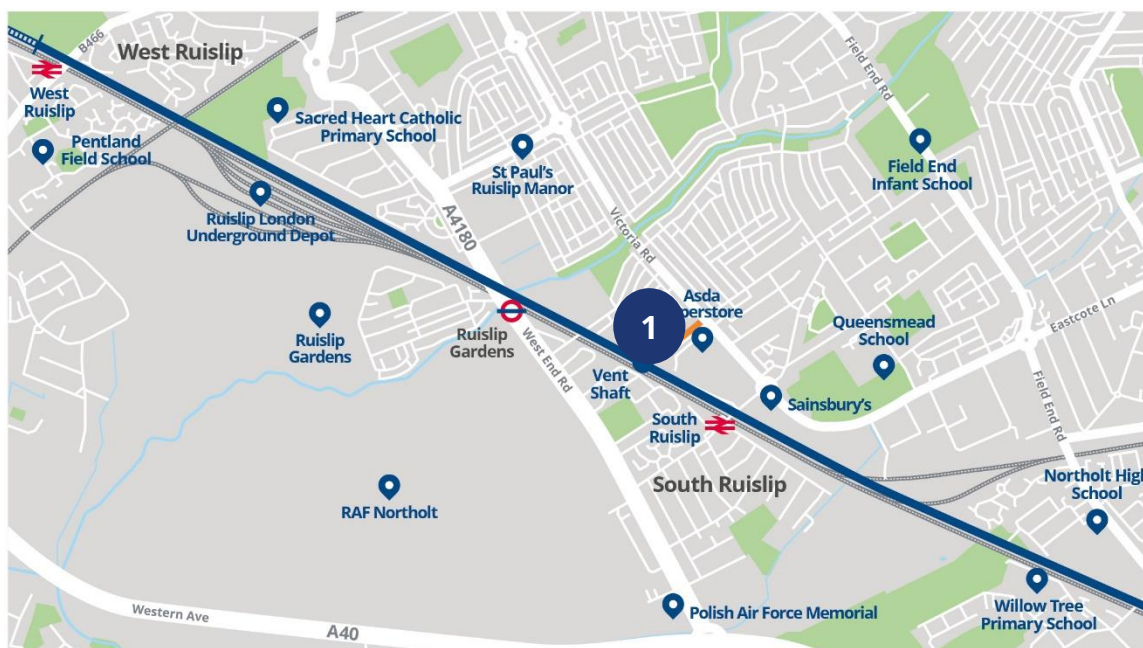 West Ruislip
B466
West
Ruislip
Pentland
Field School
Sacred Heart Catholic
Primary School
St Paul's
Ruislip Manor
Field End Rd
Field End
Infant School
Ruislip London
Underground Depot
A4180
Victoria Rd
Ruislip
Gardens
Ruislip
Gardens
West End Rd
1
Asda
perstore
Vent
Shaft
Queensmead
School
Eastcote Ln
Sainsbury's
Field End Rd
South
Ruislip
South Ruislip
RAF Northolt
Northolt High
School
Western Ave
A40
Polish Air Force Memorial
Willow Tree
Primary School